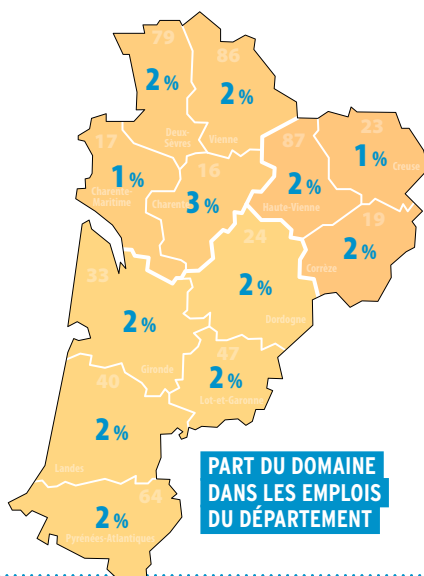 79
2 %
Deux-
Sèvres
86
2 %
Vienne
17
1 %
Charente
Maritime
16
3 %
Charente
87
2 %
Haute-Vienne
23
1 %
Creuse
19
2 %
Corrèze
24
2 %
Dordogne
33
2 %
Gironde
47
2 %
Lot-et-Garonne
40
2 %
Landes
64
2 %
Pyrénées-Atlantiques
PART DU DOMAINE
DANS LES EMPLOIS
DU DÉPARTEMENT